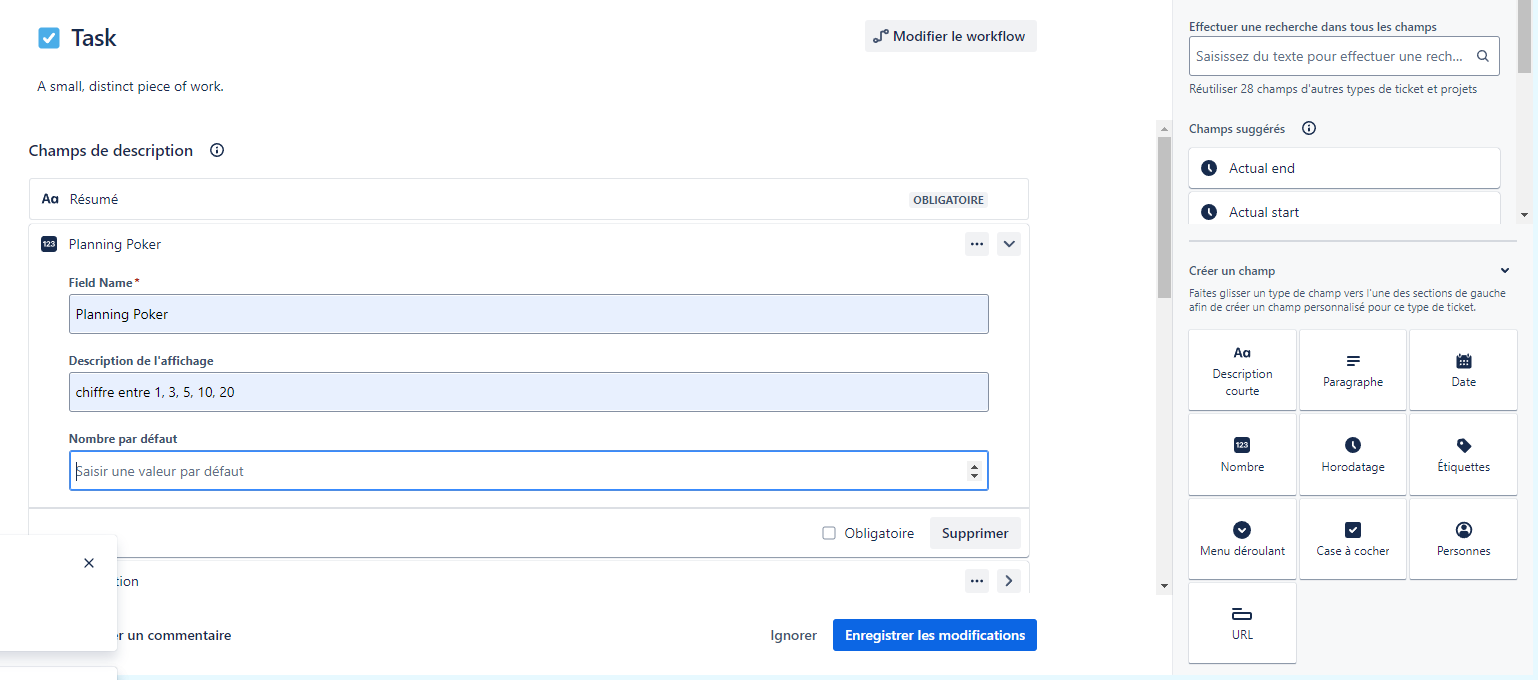 Task
Modifier le workflow
A small, distinct piece of work.
Champs de description
Aa Résumé
OBLIGATOIRE
123 Planning Poker
Field Name*
Planning Poker
Description de l'affichage
chiffre entre 1, 3, 5, 10, 20
Nombre par défaut
Saisir une valeur par défaut
Obligatoire
Supprimer
un commentaire
Ignorer
Enregistrer les modifications
Effectuer une recherche dans tous les champs
Saisissez du texte pour effectuer une rech...
Réutiliser 28 champs d'autres types de ticket et projets
Champs suggérés
Actual end
Actual start
Créer un champ
Faites glisser un type de champ vers l'une des sections de gauche
afin de créer un champ personnalisé pour ce type de ticket.
Aa
Description
courte
Paragraphe
Date
123
Nombre
Horodatage
Étiquettes
Menu déroulant
Case à cocher
Personnes
URL